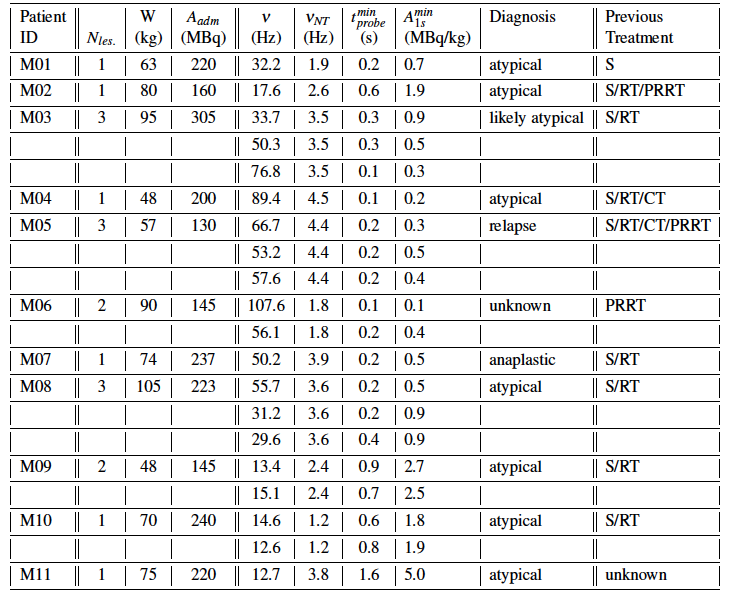 Patient ID N_les. W (kg) A_adm (MBq) ν (Hz) ν_NT (Hz) t_probe^min (s) A_1s^min (MBq/kg) Diagnosis Previous Treatment
M01 1 63 220 32.2 1.9 0.2 0.7 atypical S
M02 1 80 160 17.6 2.6 0.6 1.9 atypical S/RT/PRRT
M03 3 95 305 33.7 3.5 0.3 0.9 likely atypical S/RT
50.3 3.5 0.3 0.5
76.8 3.5 0.1 0.3
M04 1 48 200 89.4 4.5 0.1 0.2 atypical S/RT/CT
M05 3 57 130 66.7 4.4 0.2 0.3 relapse S/RT/CT/PRRT
53.2 4.4 0.2 0.5
57.6 4.4 0.2 0.4
M06 2 90 145 107.6 1.8 0.1 0.1 unknown PRRT
56.1 1.8 0.2 0.4
M07 1 74 237 50.2 3.9 0.2 0.5 anaplastic S/RT
M08 3 105 223 55.7 3.6 0.2 0.5 atypical S/RT
31.2 3.6 0.2 0.9
29.6 3.6 0.4 0.9
M09 2 48 145 13.4 2.4 0.9 2.7 atypical S/RT
15.1 2.4 0.7 2.5
M10 1 70 240 14.6 1.2 0.6 1.8 atypical S/RT
12.6 1.2 0.8 1.9
M11 1 75 220 12.7 3.8 1.6 5.0 atypical unknown